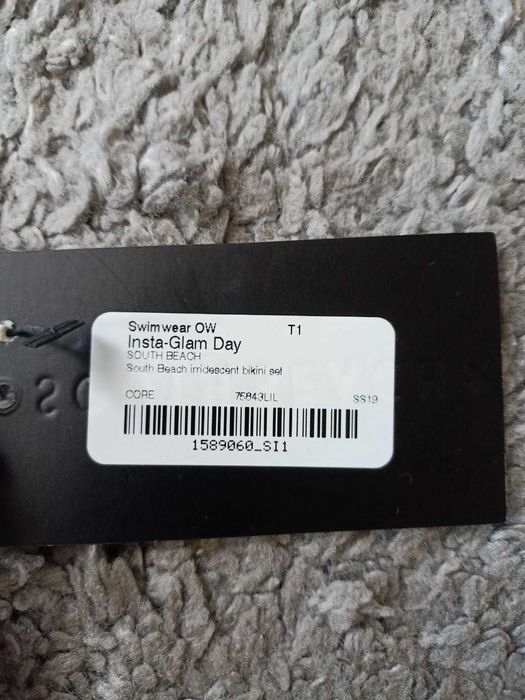 Swimwear OW T1
Insta-Glam Day
SOUTH BEACH
South Beach irridescent bikini set
CORE 75843LIL SS19
1589060_SI1